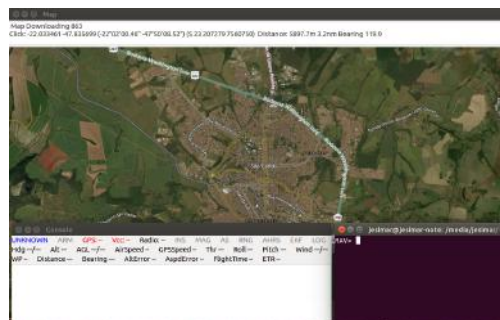 Map
Map Downloading 863
Click: -22.033461 -47.835899 (-22°02'00.46" -47°50'08.53") (S 23 207279 7560750) Distance: 5897.7m 3.2nm Bearing 119.9
Console
UNKNOWN ARM GPS: -- Vcc: -- Radio: -- INS MAG AS RNG AHRS EKF LOG
Hdg --/-- Alt -- AGL --/-- AirSpeed -- GPSSpeed -- Thr -- Roll -- Pitch -- Wind --/--
WP -- Distance -- Bearing -- AltError -- AspdError -- FlightTime -- ETR --
jesimar@jesimar-note: /media/jesimar/
MAV>